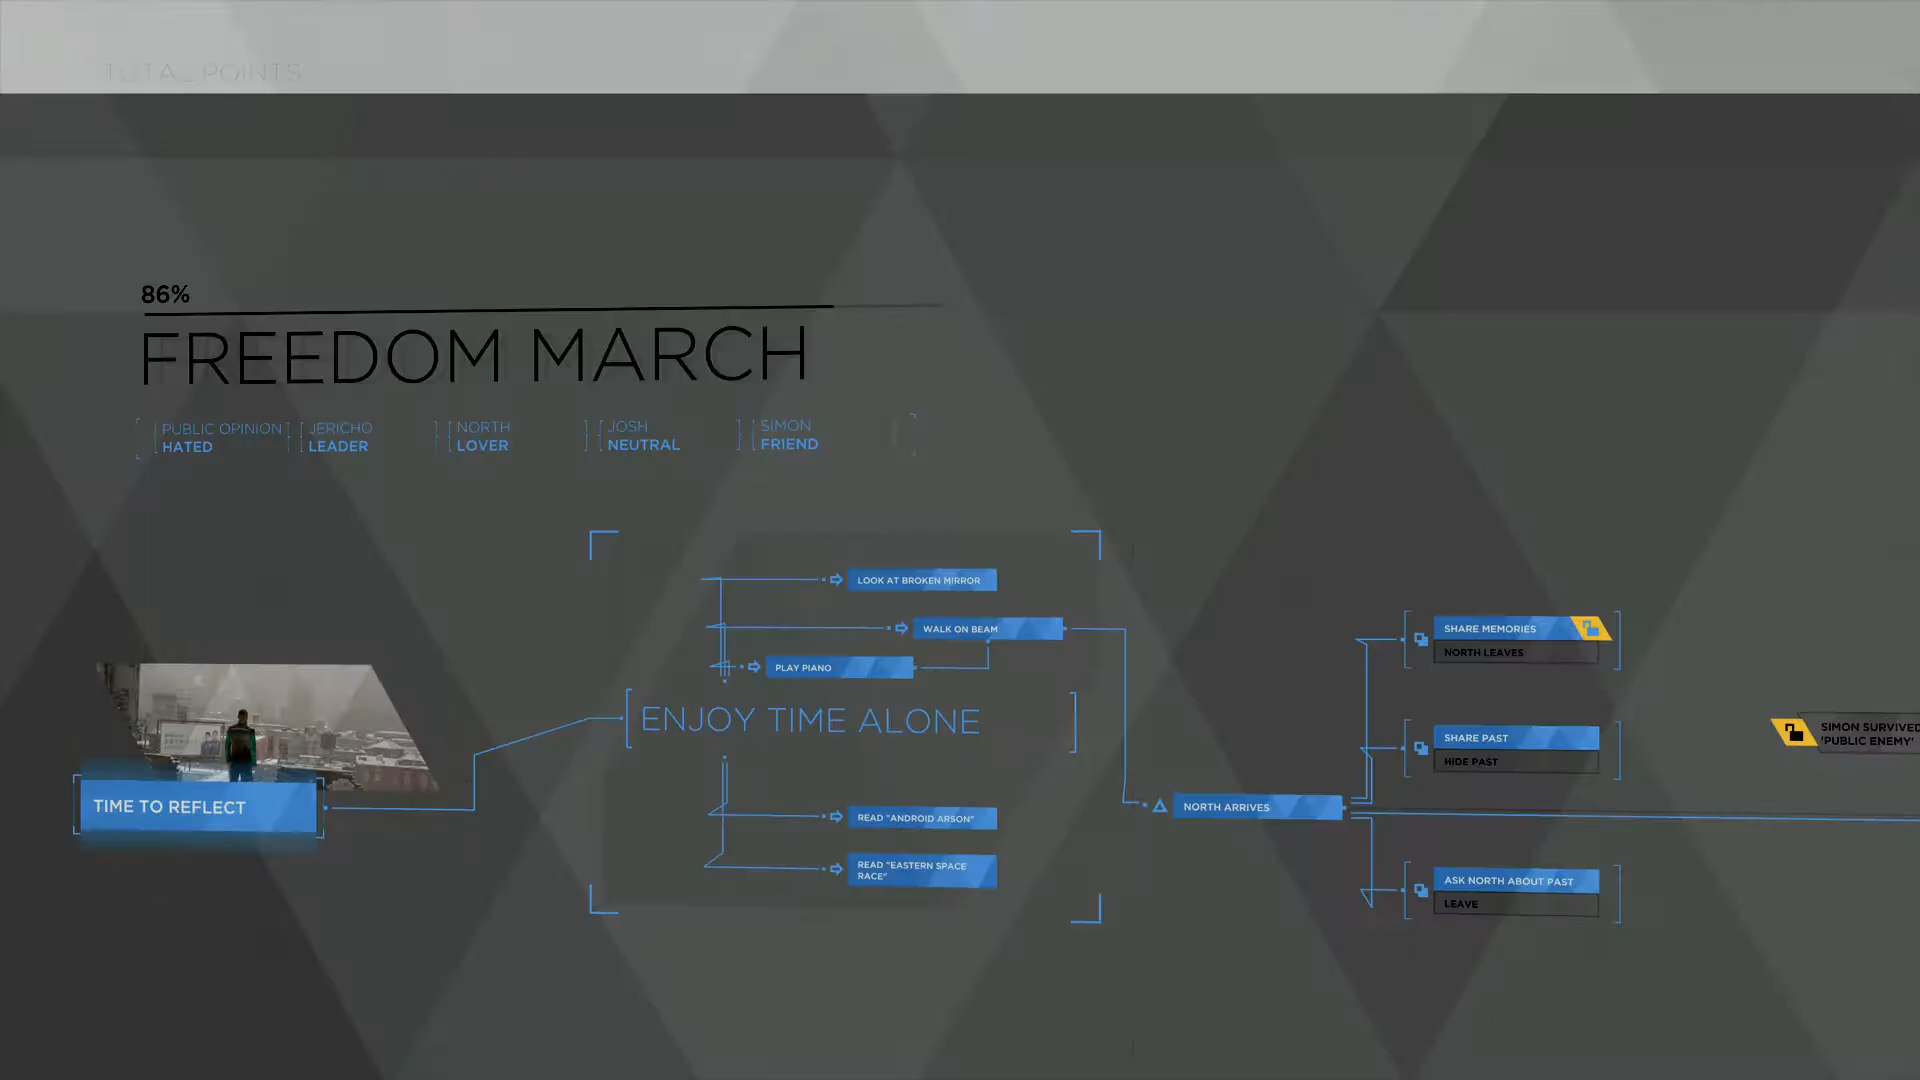 TOTAL POINTS
86%
FREEDOM MARCH
PUBLIC OPINION
HATED
JERICHO
LEADER
NORTH
LOVER
JOSH
NEUTRAL
SIMON
FRIEND
LOOK AT BROKEN MIRROR
WALK ON BEAM
PLAY PIANO
ENJOY TIME ALONE
TIME TO REFLECT
READ "ANDROID ARSON"
READ "EASTERN SPACE
RACE"
NORTH ARRIVES
SHARE MEMORIES
NORTH LEAVES
SHARE PAST
HIDE PAST
ASK NORTH ABOUT PAST
LEAVE
SIMON SURVIVED
'PUBLIC ENEMY'